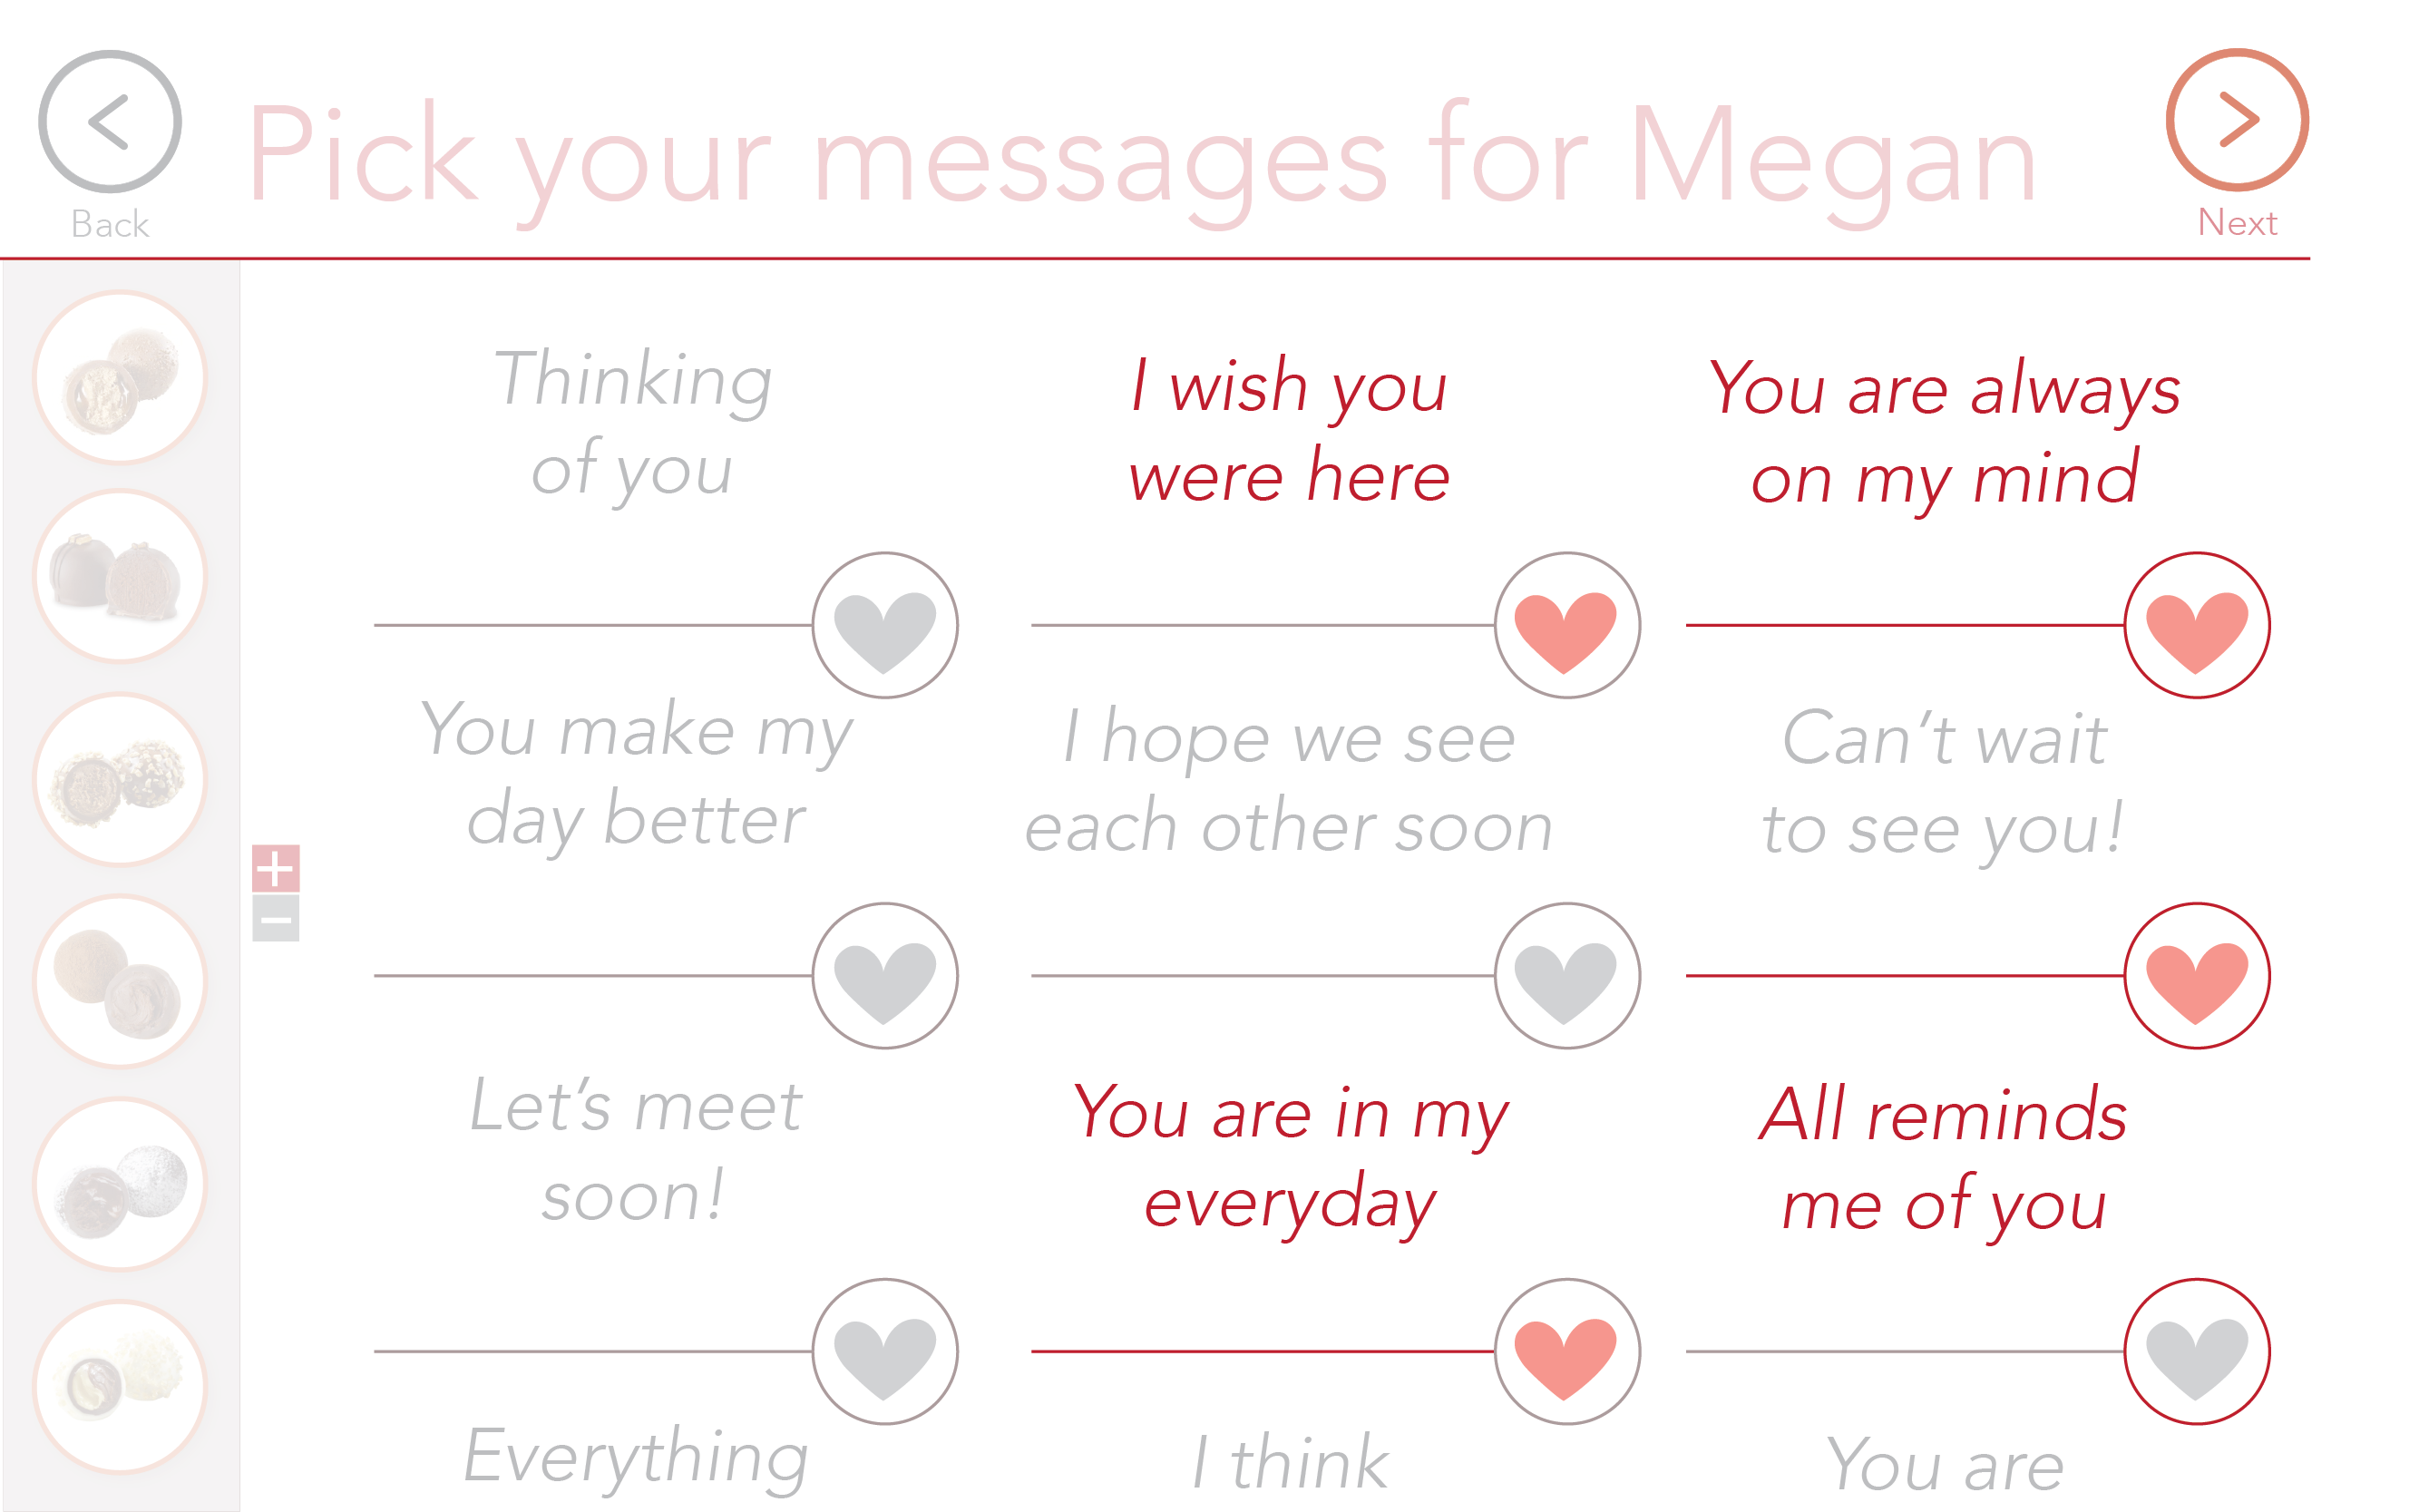 Pick your messages for Megan
Back
Next
Thinking
of you
I wish you
were here
You are always
on my mind
You make my
day better
I hope we see
each other soon
Can't wait
to see you!
Let's meet
soon!
You are in my
everyday
All reminds
me of you
Everything
I think
You are